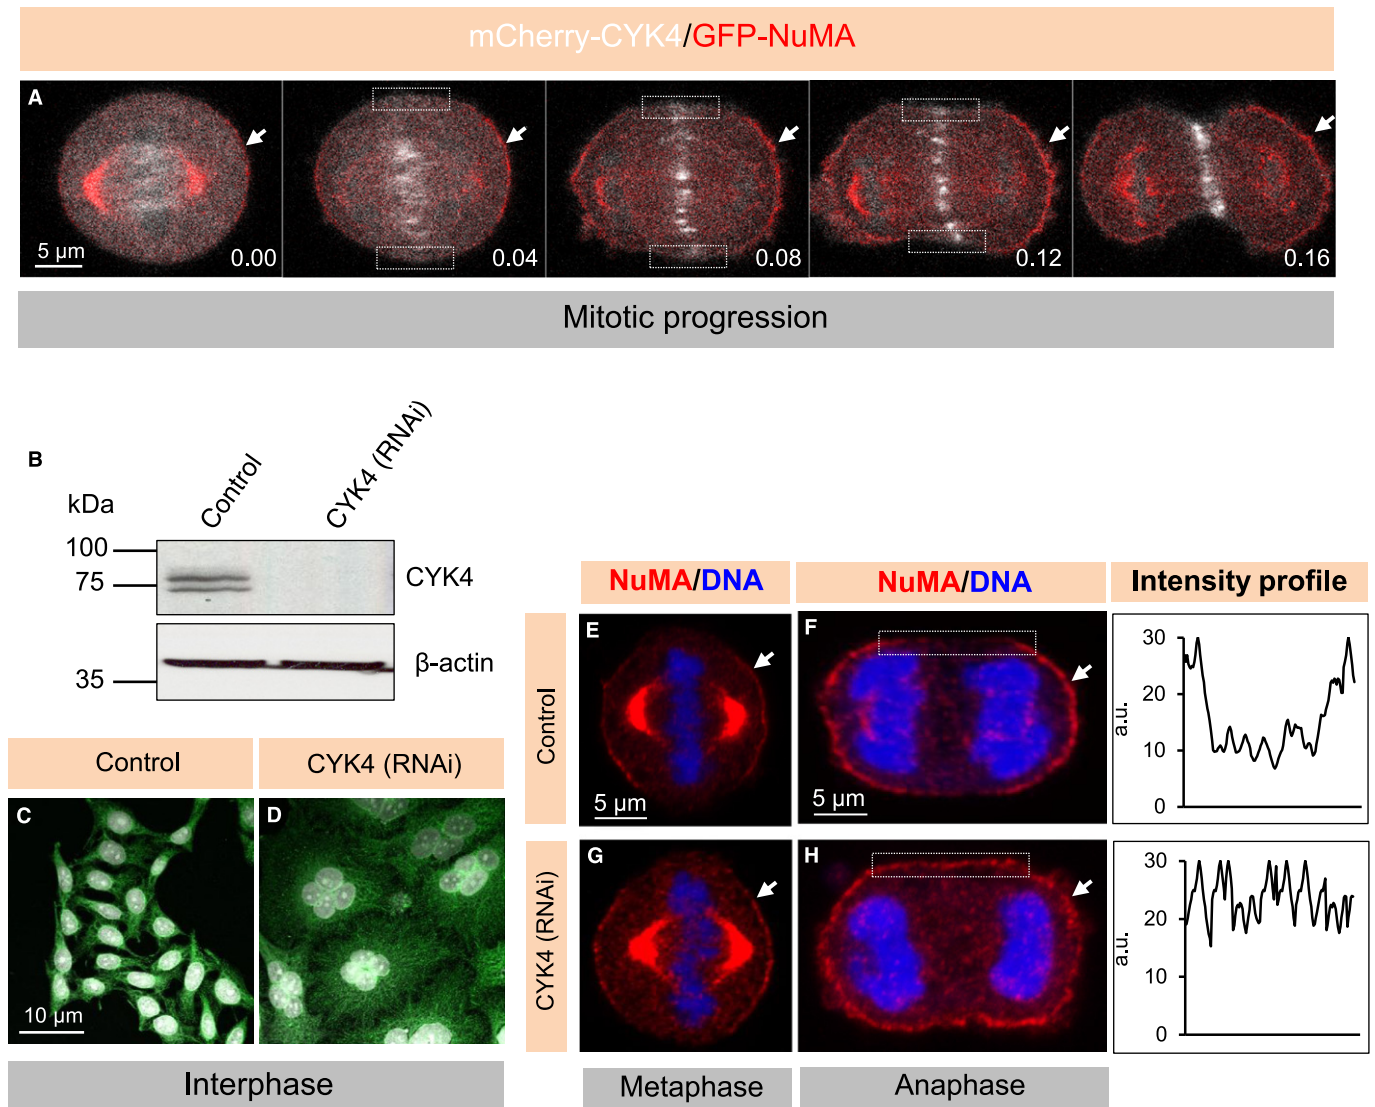 mCherry-CYK4/GFP-NuMA
A
5 µm
0.00
0.04
0.08
0.12
0.16
Mitotic progression
B
kDa
Control
CYK4 (RNAi)
100
75
CYK4
35
β-actin
Control
CYK4 (RNAi)
C
D
10 µm
Interphase
NuMA/DNA
NuMA/DNA
Intensity profile
Control
E
5 µm
F
5 µm
30
20
10
0
a.u.
CYK4 (RNAi)
G
H
30
20
10
0
a.u.
Metaphase
Anaphase